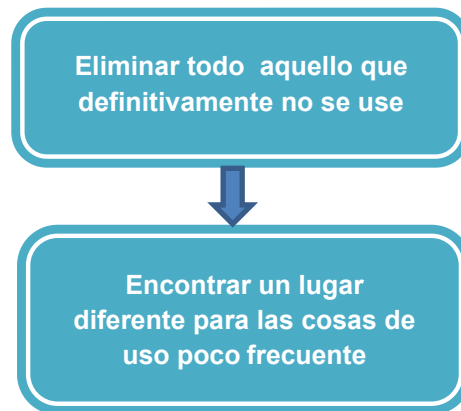 Eliminar todo  aquello que
definitivamente no se use
Encontrar un lugar
diferente para las cosas de
uso poco frecuente